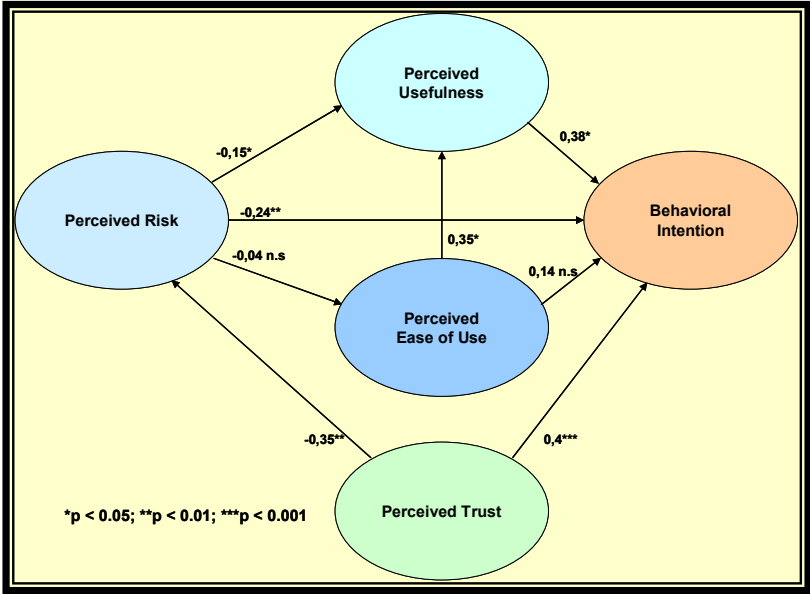 Perceived
Usefulness
-0,15*
0,38*
Perceived Risk
-0,24**
Behavioral
Intention
0,35*
-0,04 n.s
0,14 n.s
Perceived
Ease of Use
-0,35**
0,4***
Perceived Trust
*p < 0.05; **p < 0.01; ***p < 0.001